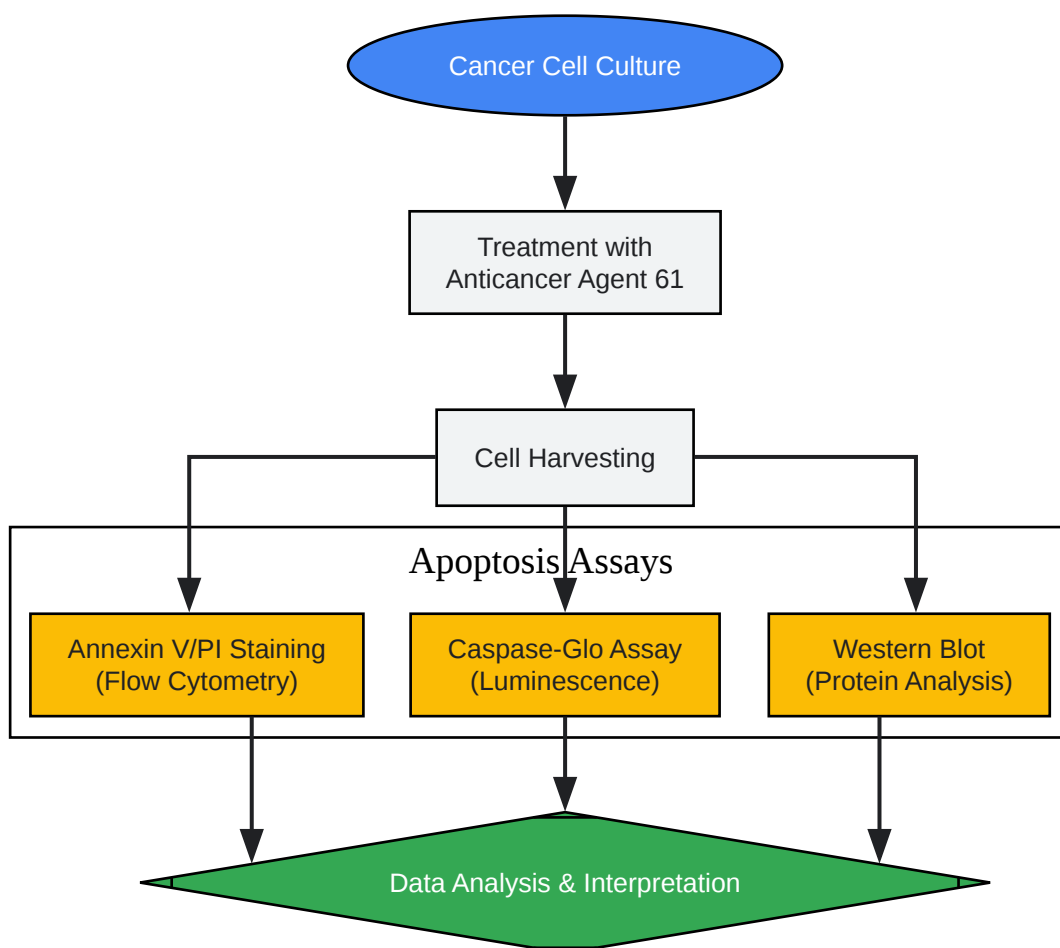 Cancer Cell Culture
Treatment with
Anticancer Agent 61
Cell Harvesting
Apoptosis Assays
Annexin V/PI Staining
(Flow Cytometry)
Caspase-Glo Assay
(Luminescence)
Western Blot
(Protein Analysis)
Data Analysis & Interpretation